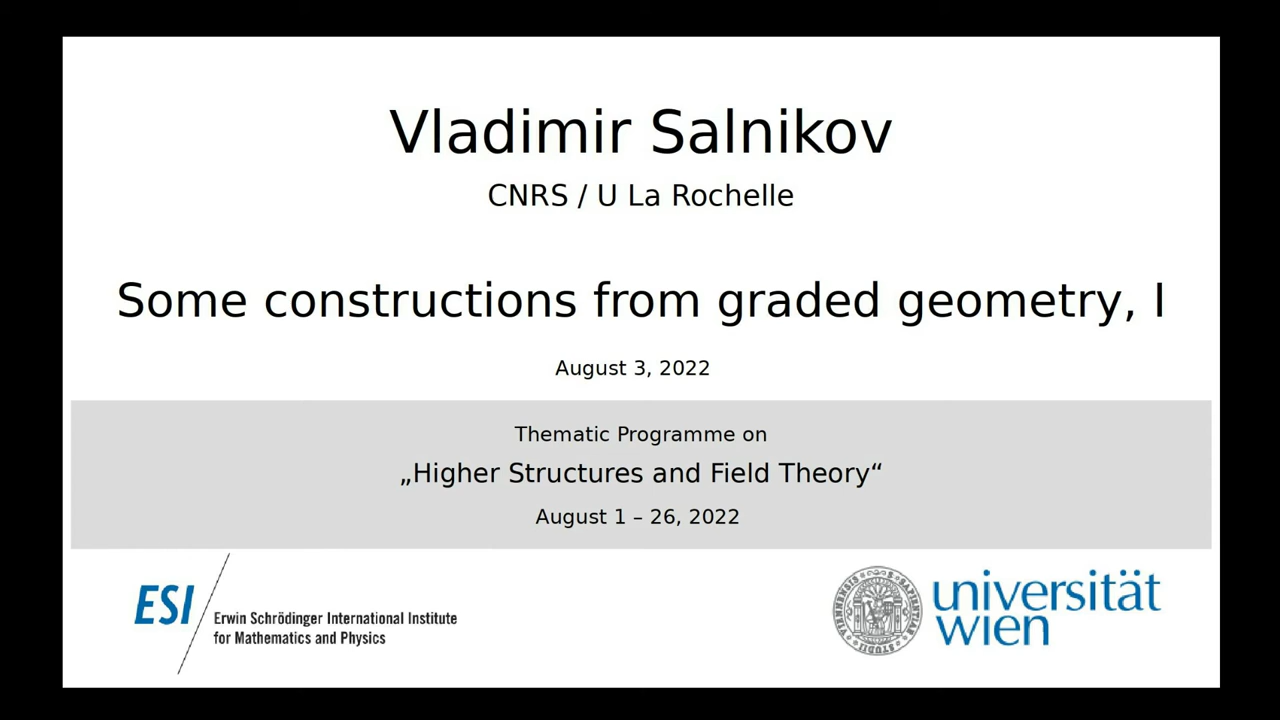 Vladimir Salnikov
CNRS / U La Rochelle
Some constructions from graded geometry, I
August 3, 2022
Thematic Programme on
„Higher Structures and Field Theory“
August 1 – 26, 2022
ESI
Erwin Schrödinger International Institute
for Mathematics and Physics
universität
wien